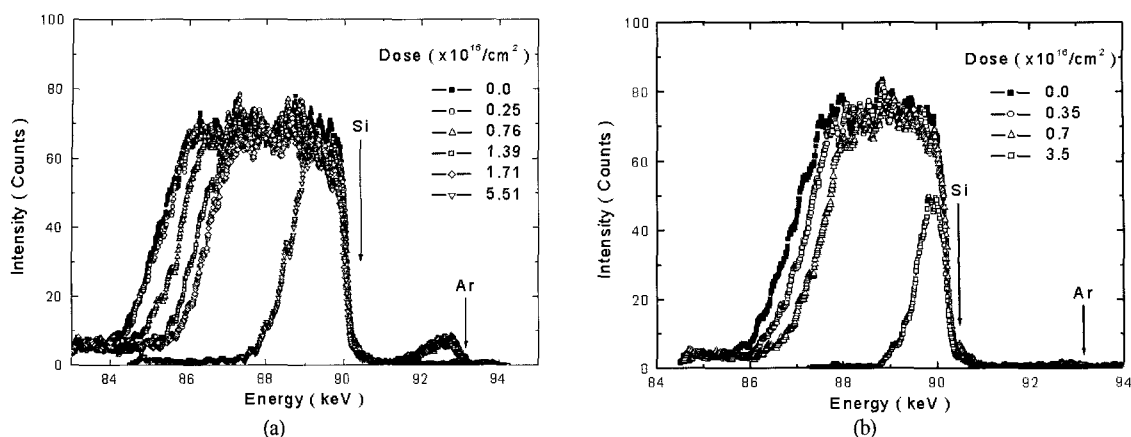 100
80
60
40
20
0
Intensity ( Counts )
84 86 88 90 92 94
Energy ( keV )
Dose ( x10¹⁶/cm² )
0.0
0.25
0.76
1.39
1.71
5.51
Si
Ar
(a)
100
80
60
40
20
0
Intensity ( Counts )
84 86 88 90 92 94
Energy ( keV )
Dose ( x10¹⁶/cm² )
0.0
0.35
0.7
3.5
Si
Ar
(b)